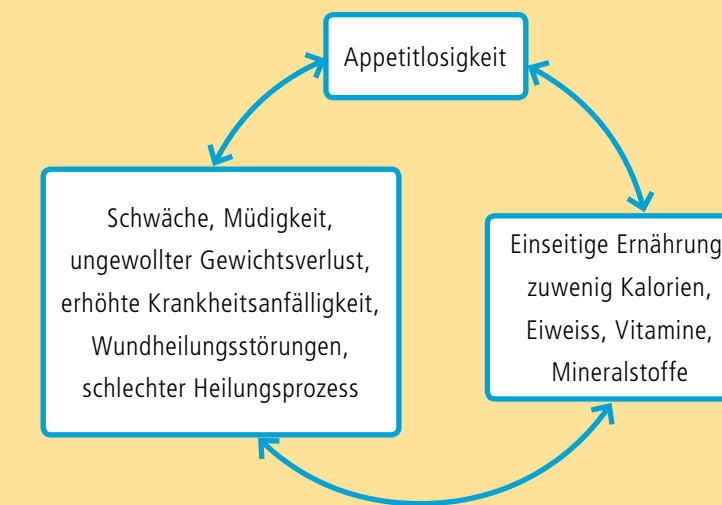 Appetitlosigkeit
Schwäche, Müdigkeit,
ungewollter Gewichtsverlust,
erhöhte Krankheitsanfälligkeit,
Wundheilungsstörungen,
schlechter Heilungsprozess
Einseitige Ernährung
zuwenig Kalorien,
Eiweiss, Vitamine,
Mineralstoffe